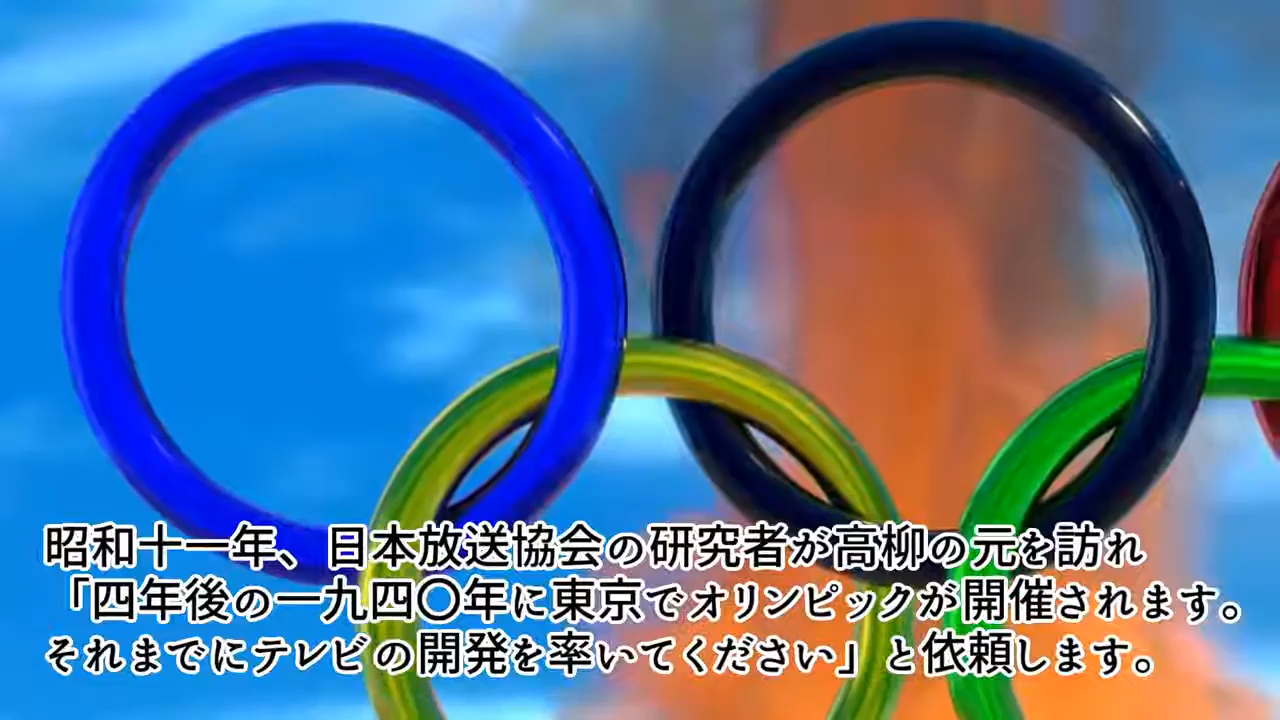 昭和十一年、日本放送協会の研究者が高柳の元を訪れ
「四年後の一九四〇年に東京でオリンピックが開催されます。
それまでにテレビの開発を率いてください」と依頼します。